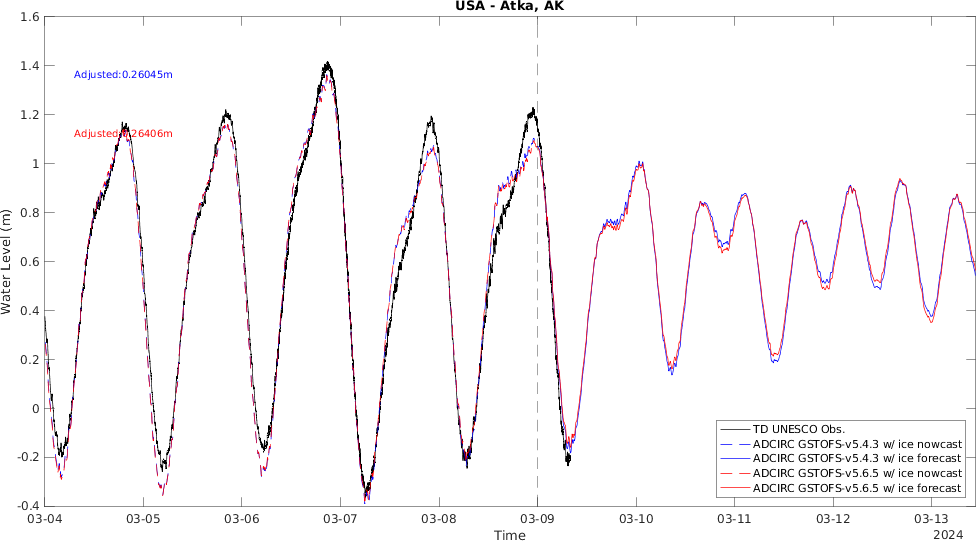 USA - Atka, AK
1.6
1.4
1.2
1
0.8
0.6
0.4
0.2
0
-0.2
-0.4
Water Level (m)
Adjusted:0.26045m
Adjusted:0.26406m
TD UNESCO Obs.
ADCIRC GSTOFS-v5.4.3 w/ ice nowcast
ADCIRC GSTOFS-v5.4.3 w/ ice forecast
ADCIRC GSTOFS-v5.6.5 w/ ice nowcast
ADCIRC GSTOFS-v5.6.5 w/ ice forecast
03-04 03-05 03-06 03-07 03-08 03-09 03-10 03-11 03-12 03-13
Time
2024